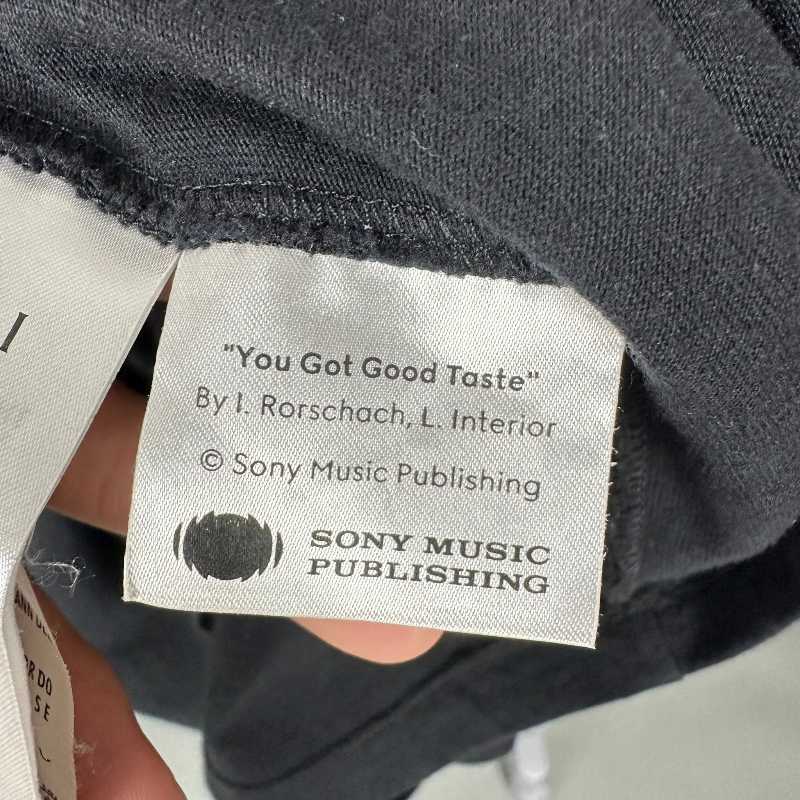 "You Got Good Taste"
By I. Rorschach, L. Interior
© Sony Music Publishing
SONY MUSIC
PUBLISHING
I